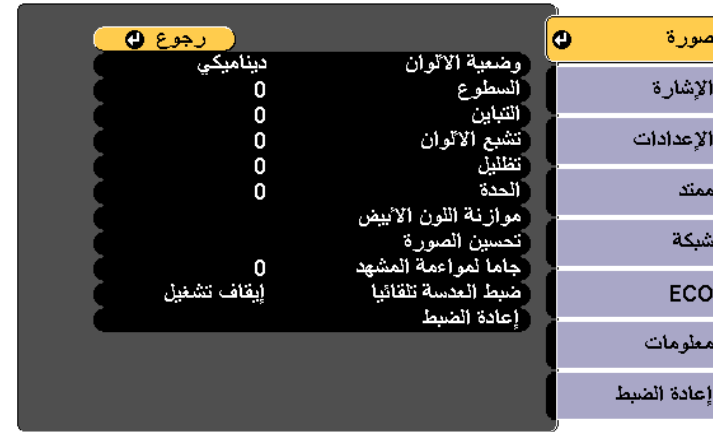 صورة
الإشارة
الإعدادات
ممتد
شبكة
ECO
معلومات
إعادة الضبط
رجوع
وضعية الألوان ديناميكي
السطوع 0
التباين 0
تشبع الألوان 0
تظليل 0
الحدة 0
موازنة اللون الأبيض
تحسين الصورة
جاما لمواءمة المشهد 0
ضبط العدسة تلقائيا إيقاف تشغيل
إعادة الضبط